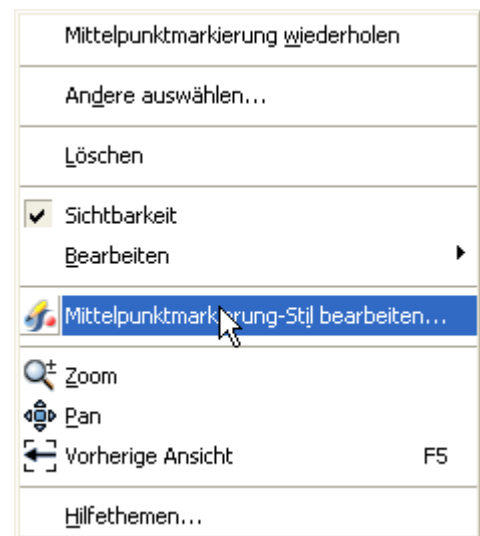 Mittelpunktmarkierung wiederholen
Andere auswählen...
Löschen
Sichtbarkeit
Bearbeiten
Mittelpunktmarkierung-Stil bearbeiten...
Zoom
Pan
Vorherige Ansicht F5
Hilfethemen...